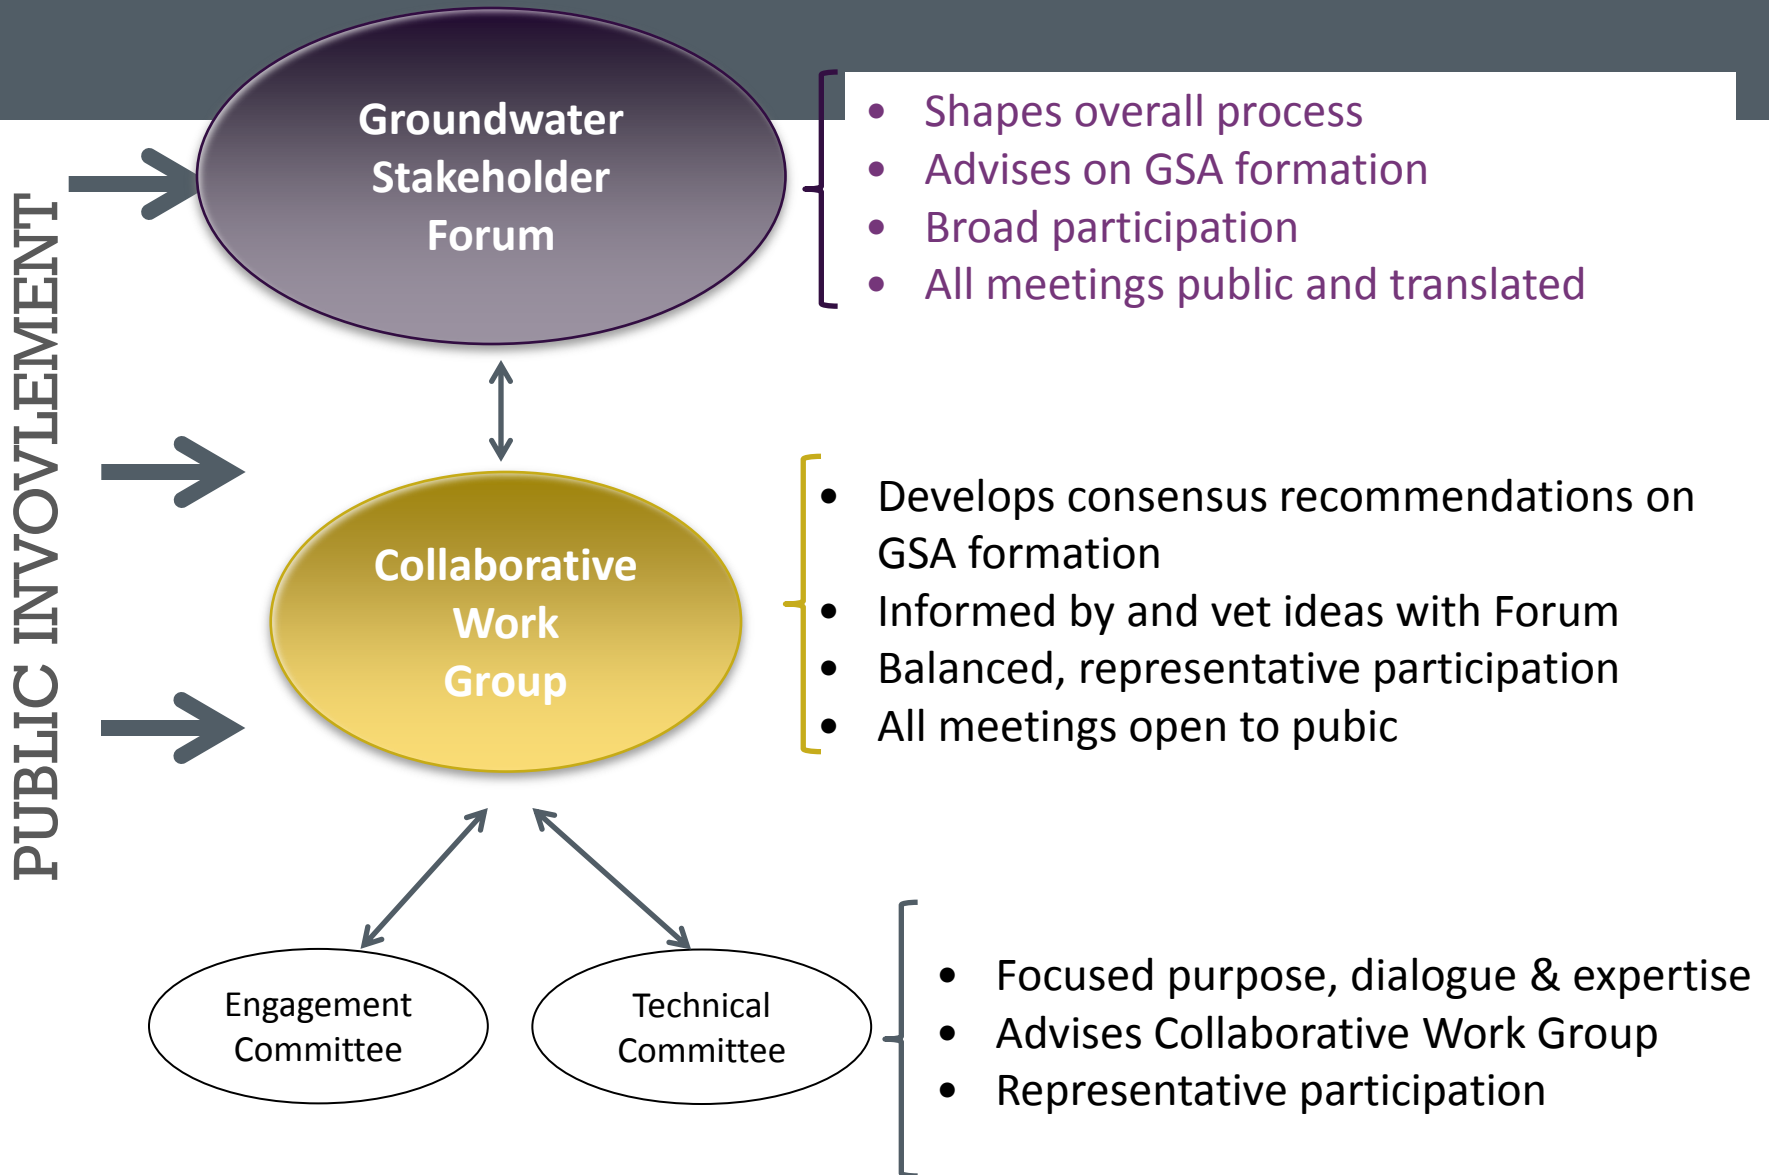 PUBLIC INVOVLEMENT
Groundwater
Stakeholder
Forum
• Shapes overall process
• Advises on GSA formation
• Broad participation
• All meetings public and translated
Collaborative
Work
Group
• Develops consensus recommendations on
GSA formation
• Informed by and vet ideas with Forum
• Balanced, representative participation
• All meetings open to pubic
Engagement
Committee
Technical
Committee
• Focused purpose, dialogue & expertise
• Advises Collaborative Work Group
• Representative participation